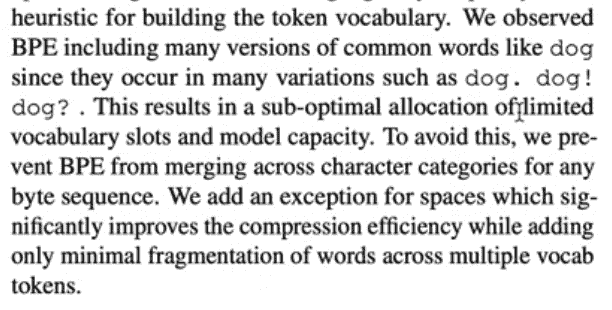 heuristic for building the token vocabulary. We observed
BPE including many versions of common words like dog
since they occur in many variations such as dog. dog!
dog? . This results in a sub-optimal allocation of limited
vocabulary slots and model capacity. To avoid this, we pre-
vent BPE from merging across character categories for any
byte sequence. We add an exception for spaces which sig-
nificantly improves the compression efficiency while adding
only minimal fragmentation of words across multiple vocab
tokens.